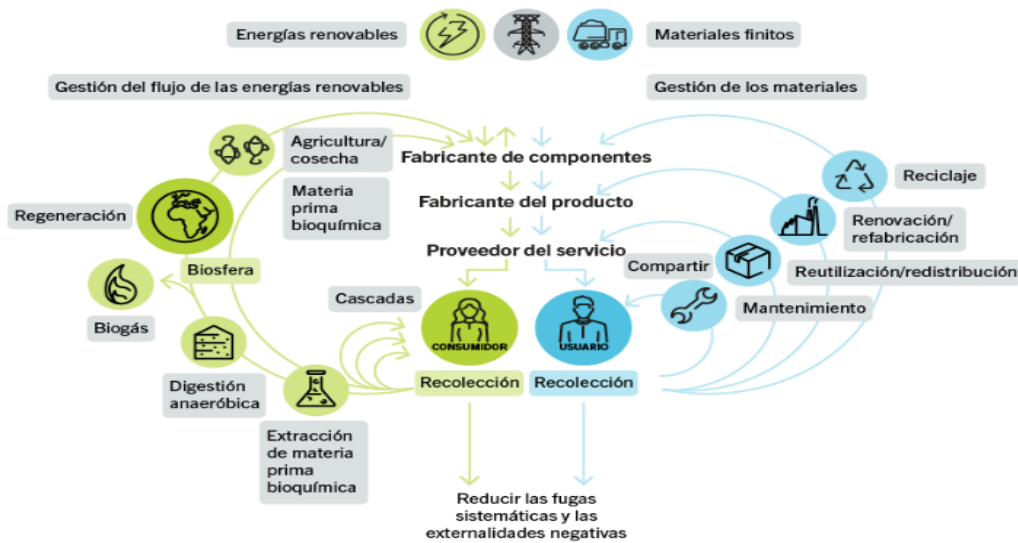 Energías renovables
Materiales finitos
Gestión del flujo de las energías renovables
Gestión de los materiales
Agricultura/
cosecha
Fabricante de componentes
Reciclaje
Materia
prima
bioquímica
Fabricante del producto
Regeneración
Renovación/
refabricación
Proveedor del servicio
Biosfera
Compartir
Reutilización/redistribución
Cascadas
Mantenimiento
Biogás
CONSUMIDOR
USUARIO
Recolección
Recolección
Digestión
anaeróbica
Extracción
de materia
prima
bioquímica
Reducir las fugas
sistemáticas y las
externalidades negativas